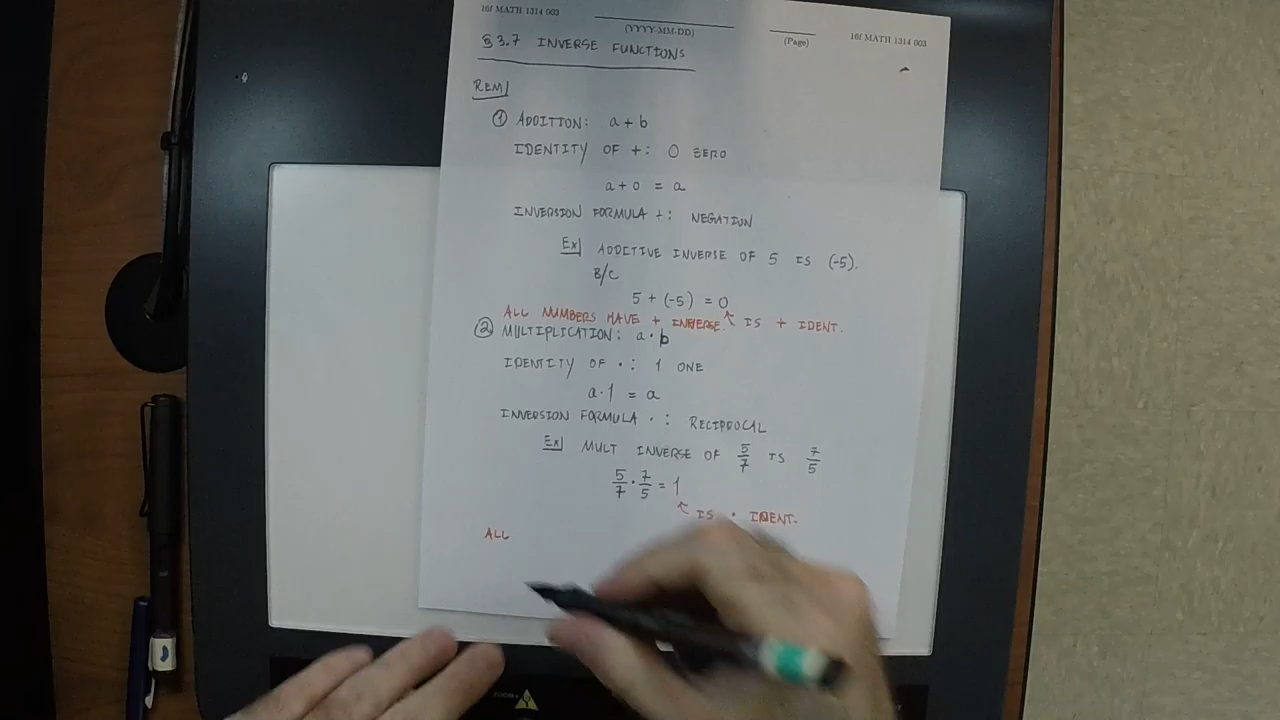 16f MATH 1314 003
(YYYY-MM-DD)
(Page)
16f MATH 1314 003
§ 3.7 INVERSE FUNCTIONS
REM
① ADDITION: a + b
IDENTITY OF +: 0 ZERO
a + 0 = a
INVERSION FORMULA +: NEGATION
Ex ADDITIVE INVERSE OF 5 IS (-5).
B/C
5 + (-5) = 0
ALL NUMBERS HAVE + INVERSE. ↑ IS + IDENT.
② MULTIPLICATION: a · b
IDENTITY OF · : 1 ONE
a · 1 = a
INVERSION FORMULA · : RECIPROCAL
Ex MULT INVERSE OF 5/7 IS 7/5
5/7 · 7/5 = 1
↑ IS · IDENT.
ALL